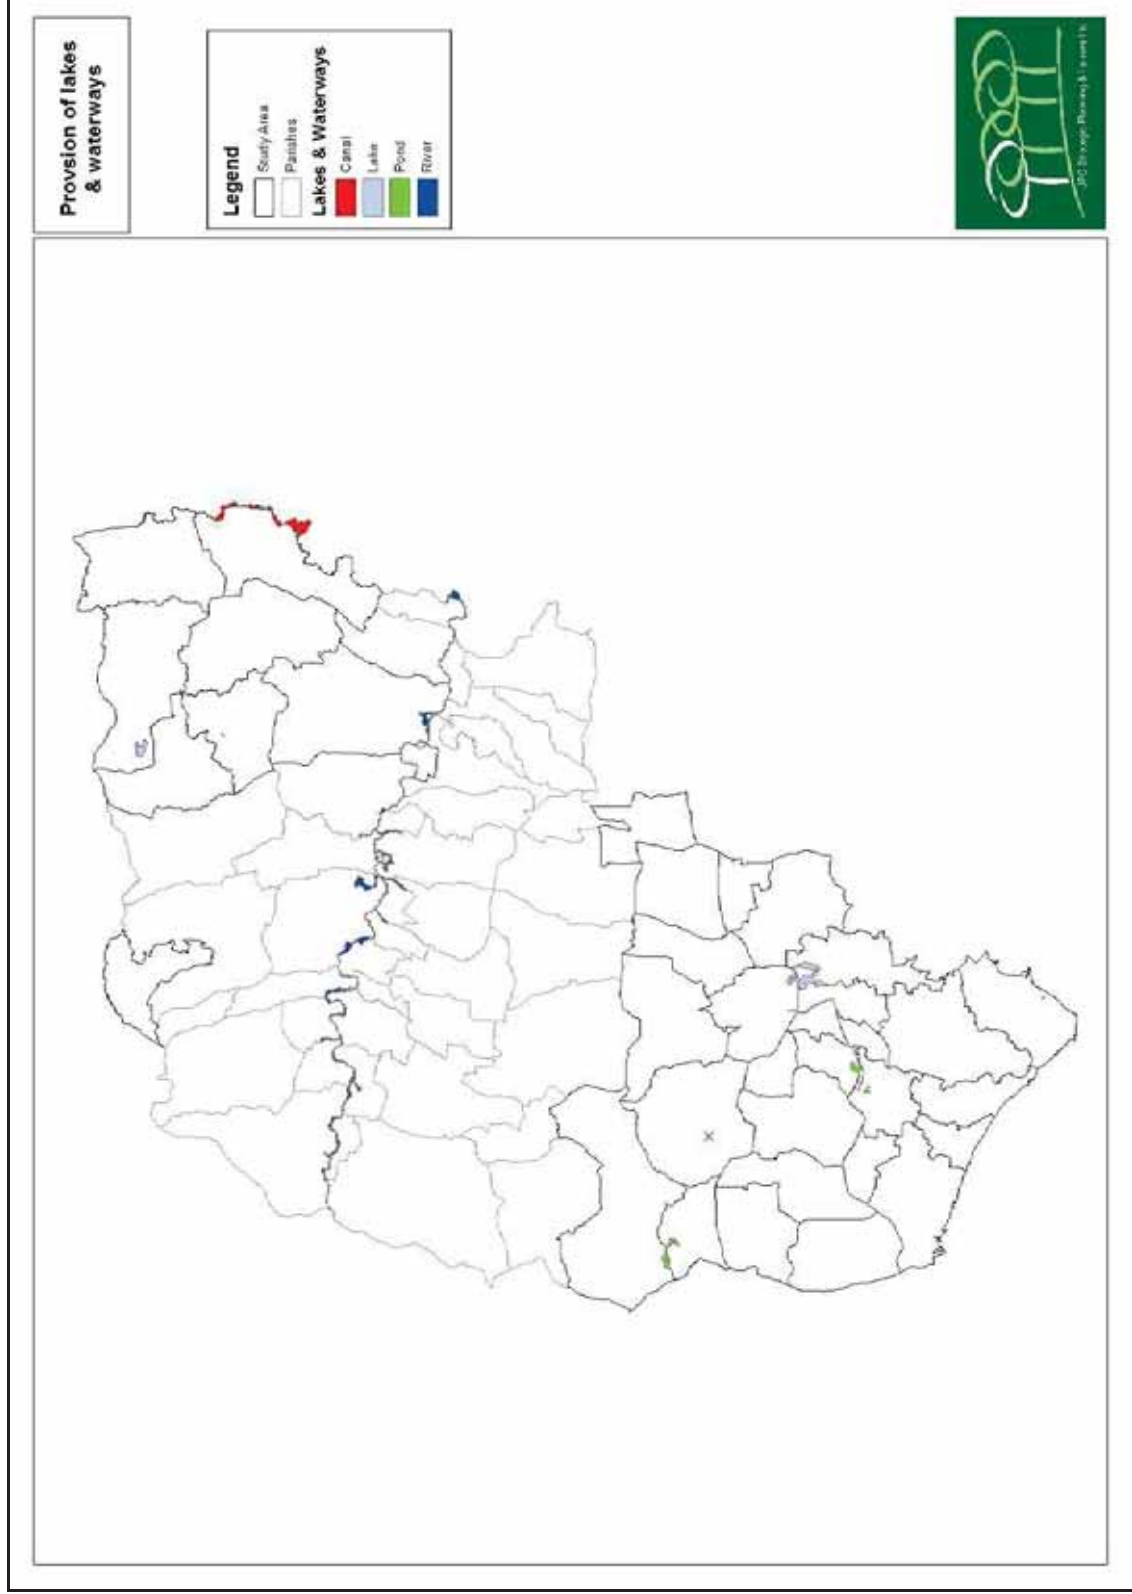 Provsion of lakes
& waterways
Legend
Study Area
Parishes
Lakes & Waterways
Canal
Lake
Pond
River